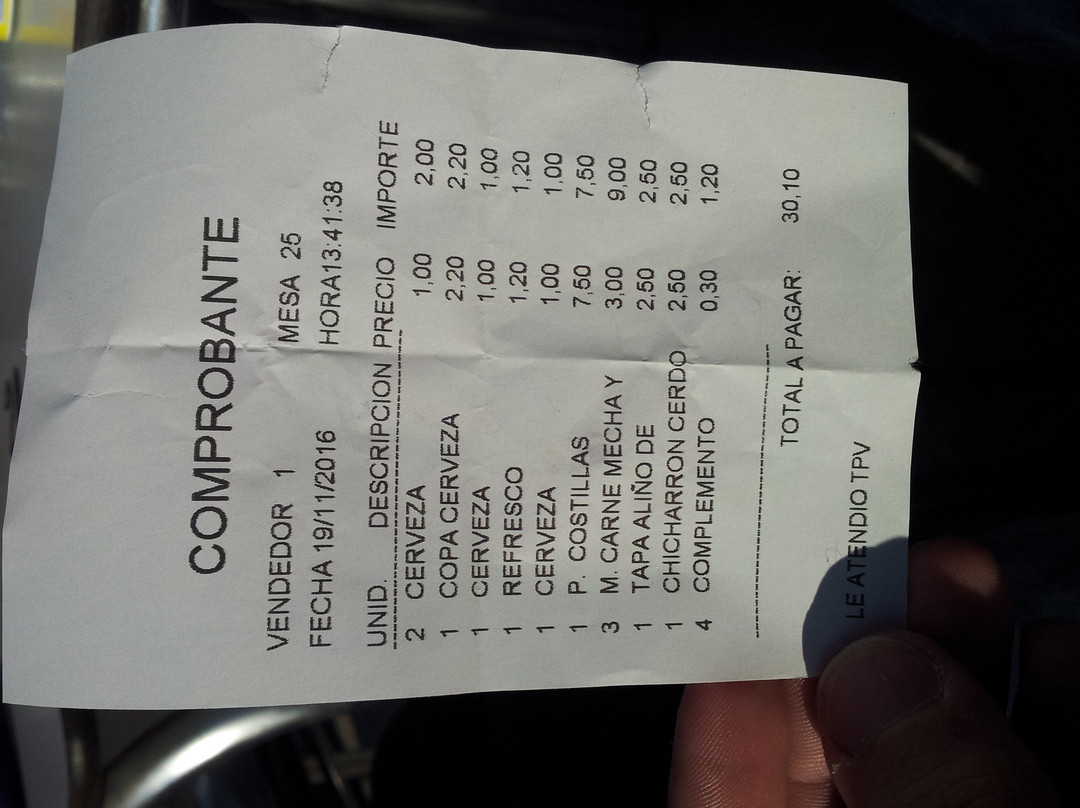 COMPROBANTE
VENDEDOR 1 MESA 25
FECHA 19/11/2016 HORA13:41:38
UNID. DESCRIPCION PRECIO IMPORTE
2 CERVEZA 1,00 2,00
1 COPA CERVEZA 2,20 2,20
1 CERVEZA 1,00 1,00
1 REFRESCO 1,20 1,20
1 CERVEZA 1,00 1,00
1 P. COSTILLAS 7,50 7,50
3 M. CARNE MECHA Y 3,00 9,00
1 TAPA ALIÑO DE 2,50 2,50
1 CHICHARRON CERDO 2,50 2,50
4 COMPLEMENTO 0,30 1,20
TOTAL A PAGAR: 30,10
LE ATENDIO TPV